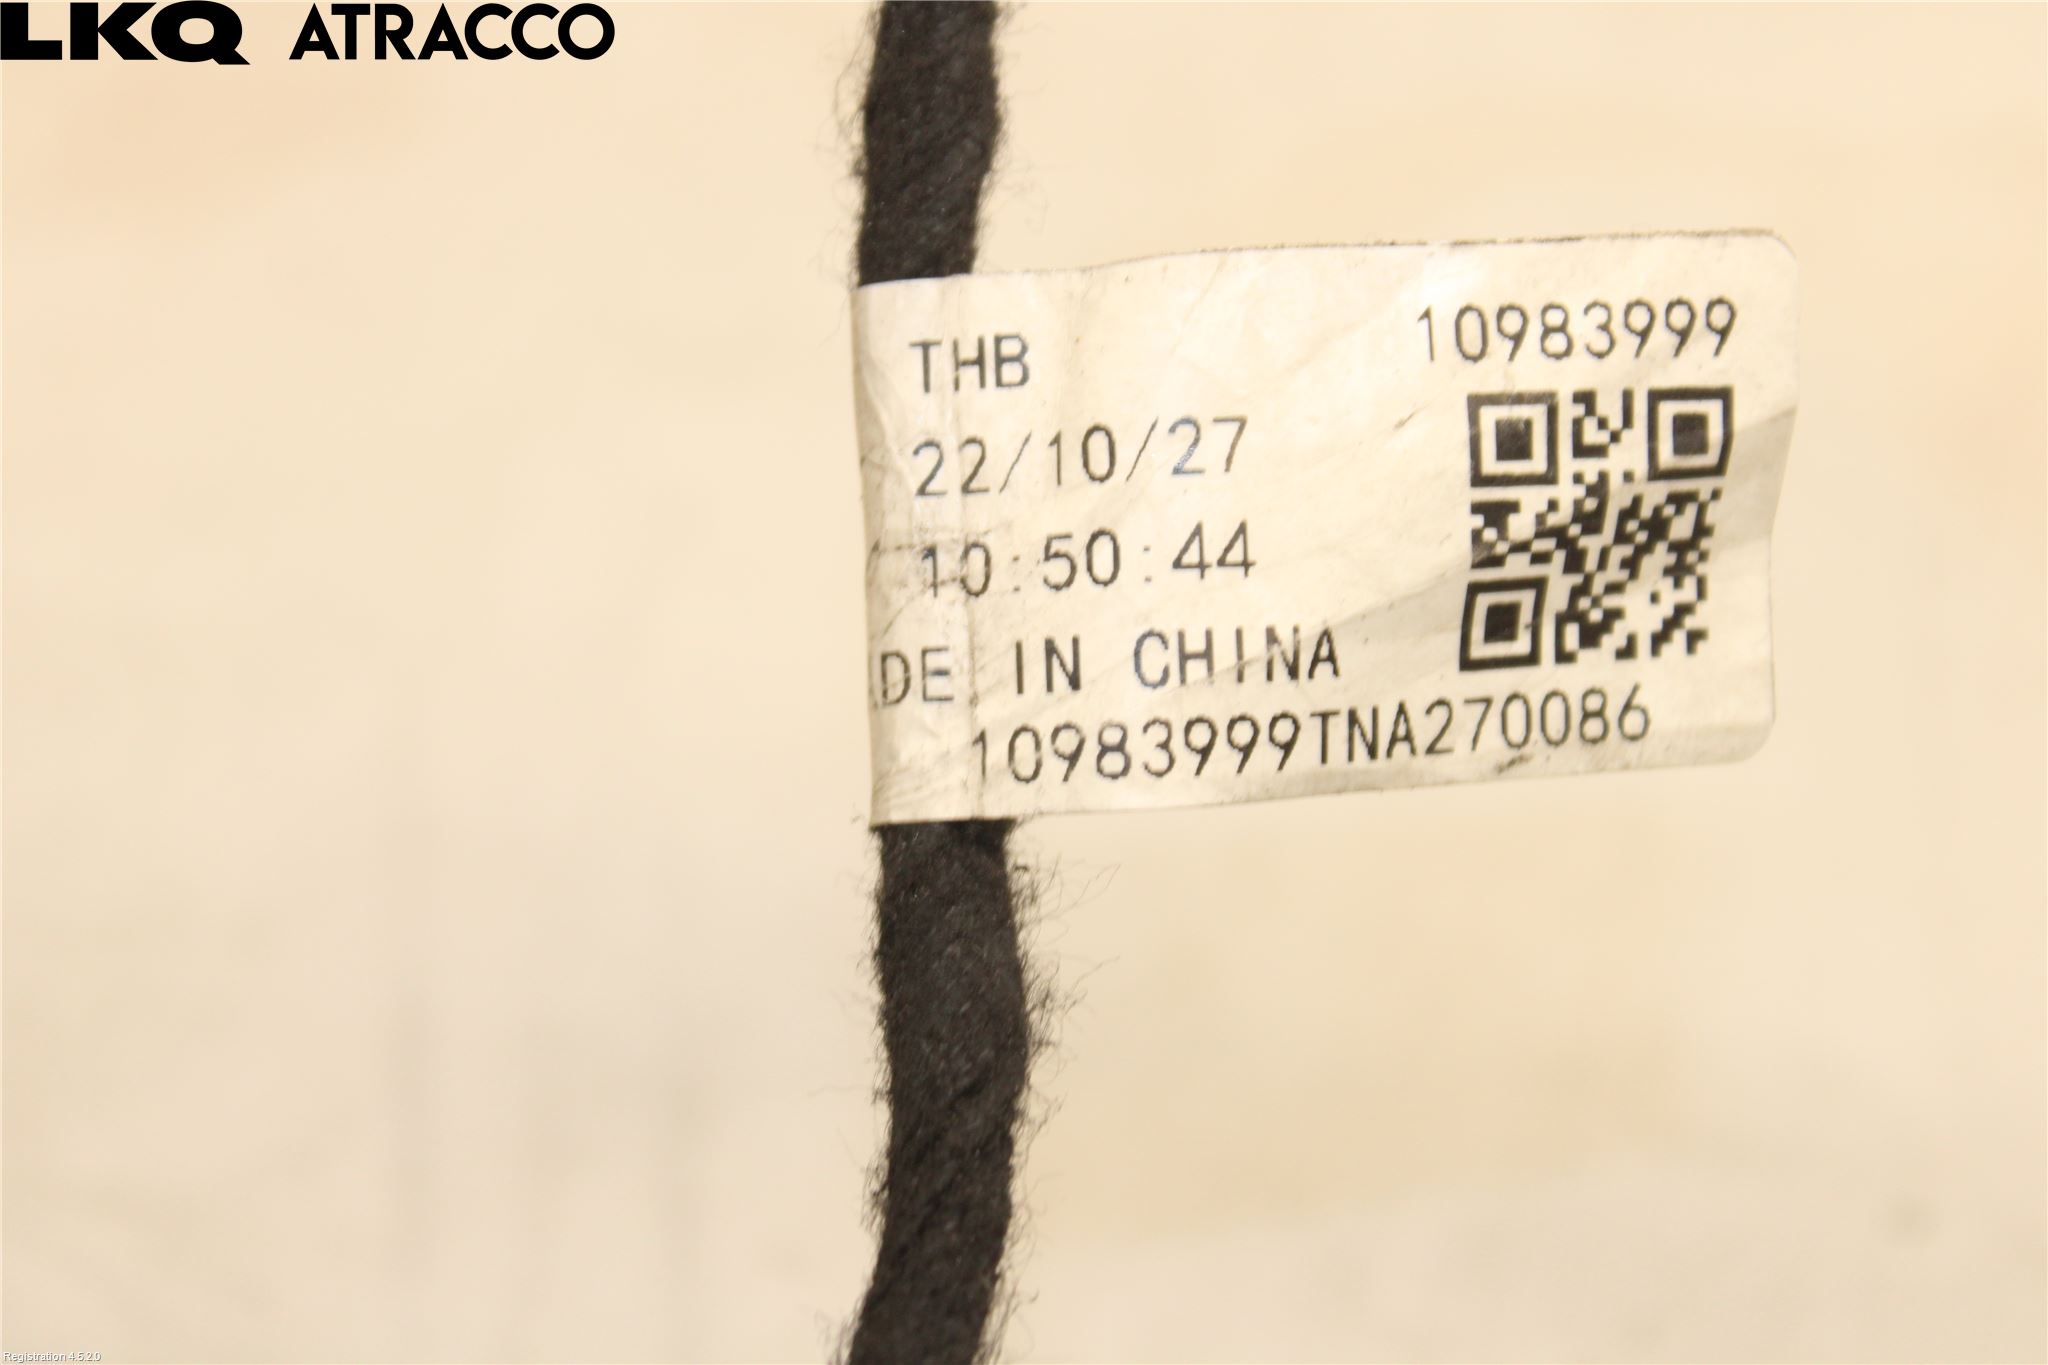 LKQ ATRACCO
THB 10983999
22/10/27
10:50:44
DE IN CHINA
10983999TNA270086
Registration 4.5.2.0